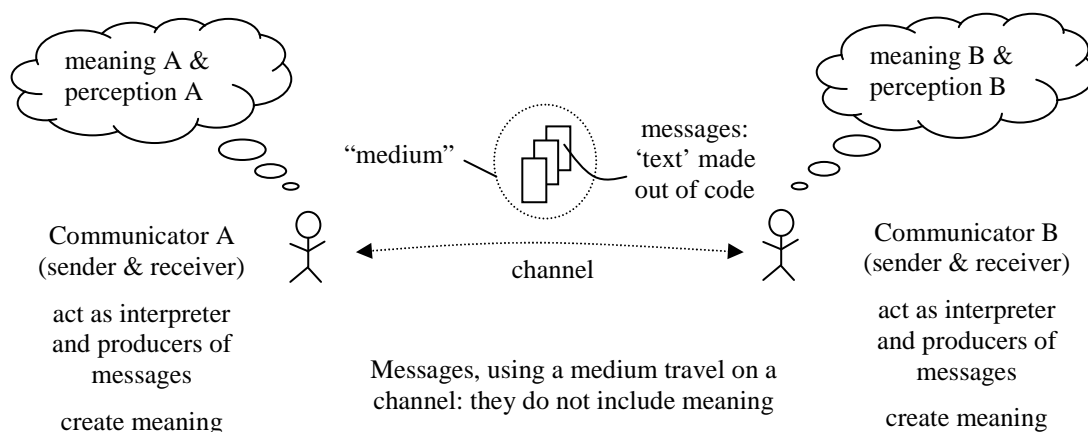 meaning A &
perception A
meaning B &
perception B
“medium”
messages:
‘text’ made
out of code
Communicator A
(sender & receiver)
act as interpreter
and producers of
messages
create meaning
channel
Messages, using a medium travel on a
channel: they do not include meaning
Communicator B
(sender & receiver)
act as interpreter
and producers of
messages
create meaning